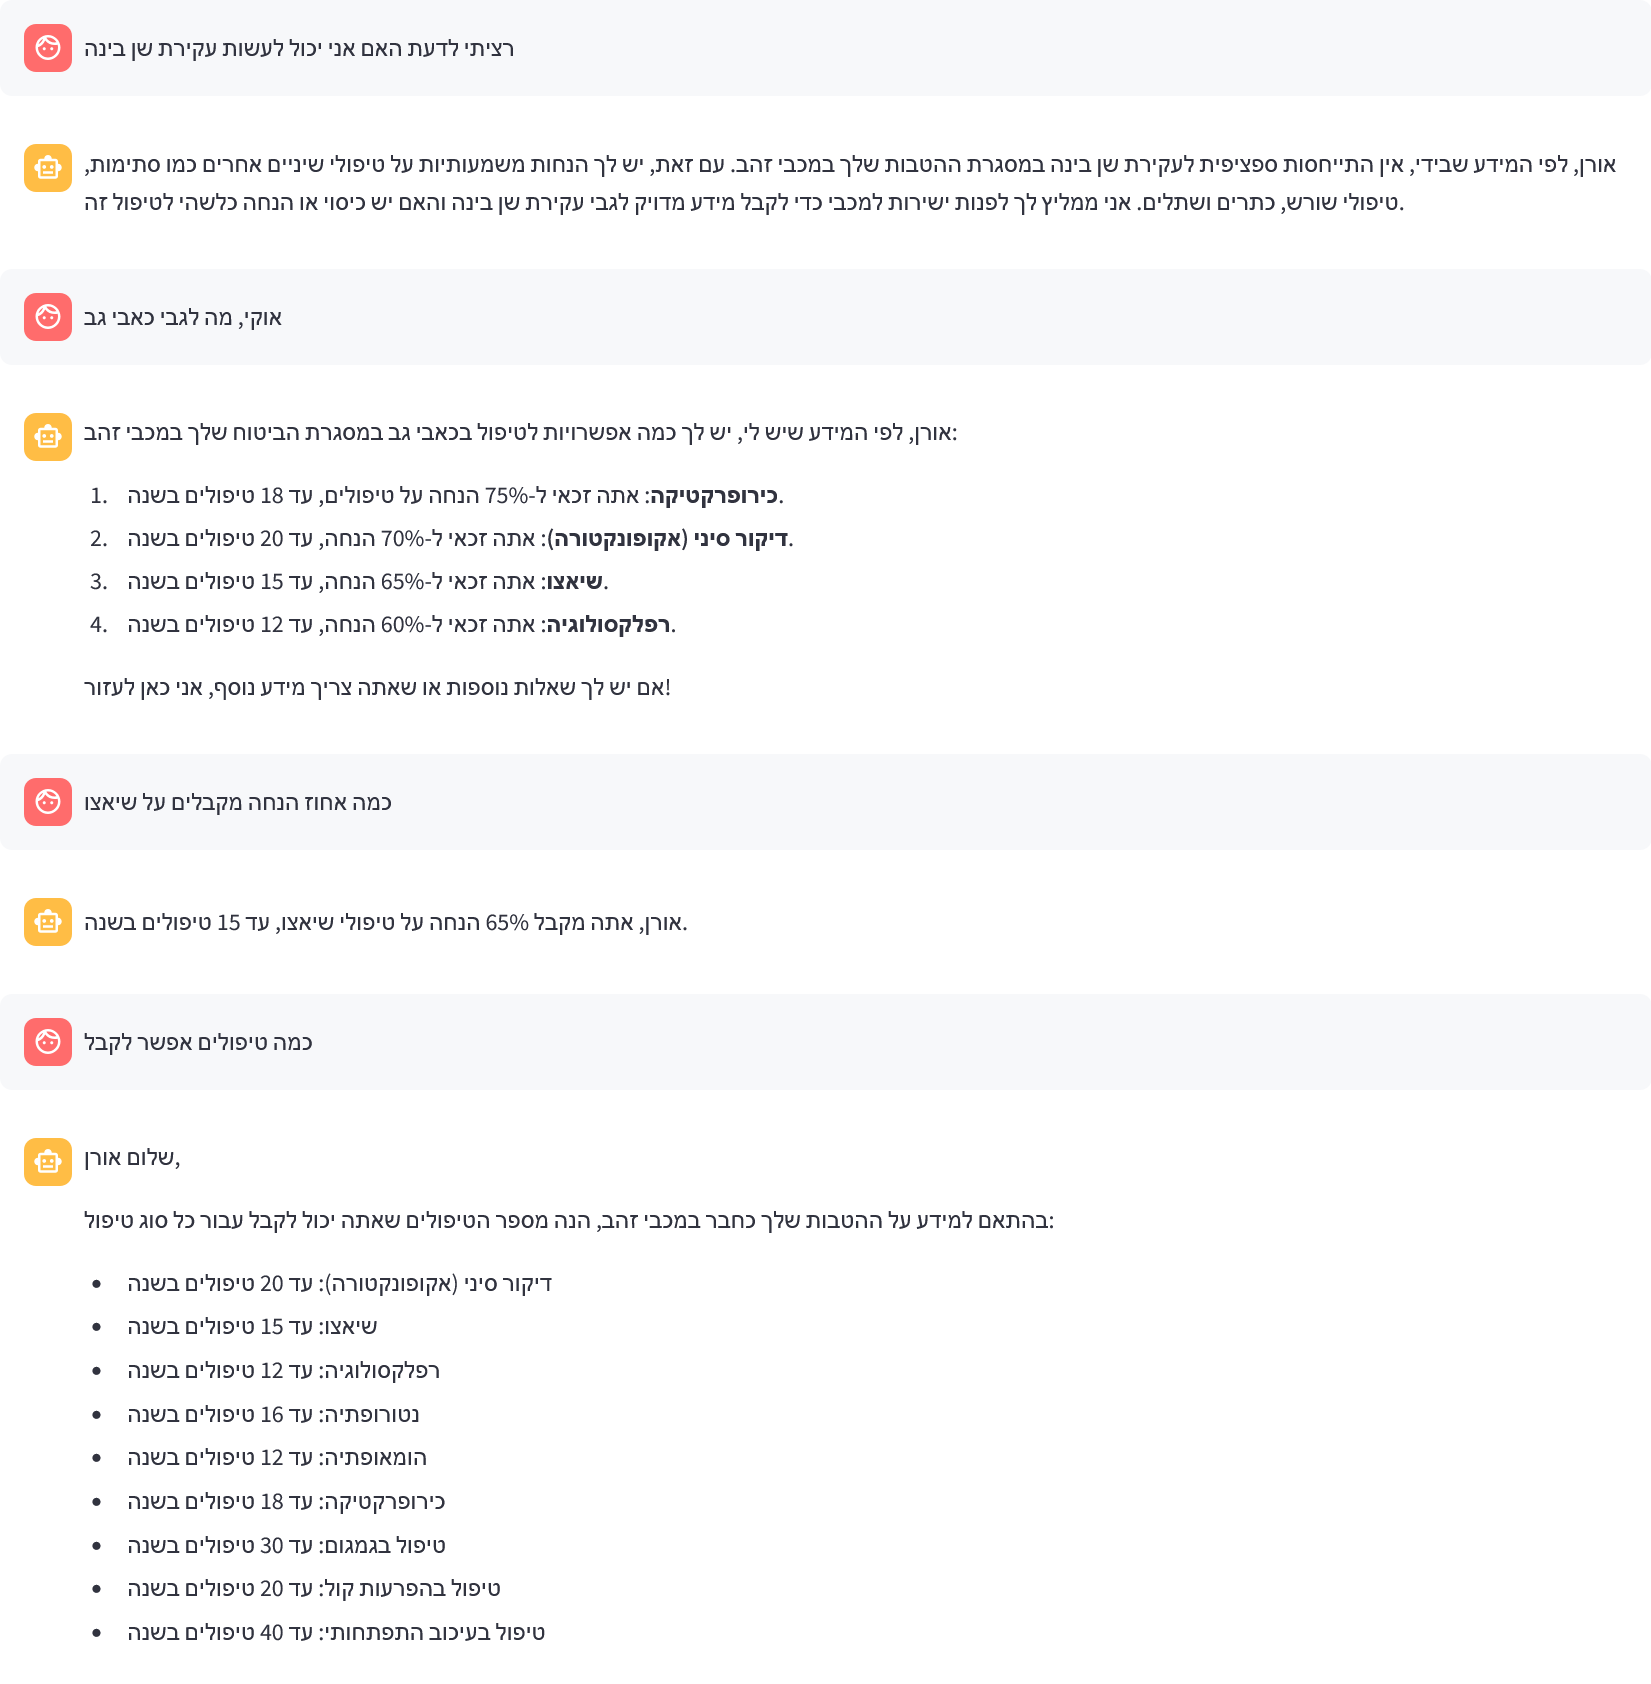 רציתי לדעת האם אני יכול לעשות עקירת שן בינה
אורן, לפי המידע שבידי, אין התייחסות ספציפית לעקירת שן בינה במסגרת ההטבות שלך במכבי זהב. עם זאת, יש לך הנחות משמעותיות על טיפולי שיניים אחרים כמו סתימות,
טיפולי שורש, כתרים ושתלים. אני ממליץ לך לפנות ישירות למכבי כדי לקבל מידע מדויק לגבי עקירת שן בינה והאם יש כיסוי או הנחה כלשהי לטיפול זה.
אוקי, מה לגבי כאבי גב
אורן, לפי המידע שיש לי, יש לך כמה אפשרויות לטיפול בכאבי גב במסגרת הביטוח שלך במכבי זהב:
1. כירופרקטיקה: אתה זכאי ל-75% הנחה על טיפולים, עד 18 טיפולים בשנה.
2. דיקור סיני (אקופונקטורה): אתה זכאי ל-70% הנחה, עד 20 טיפולים בשנה.
3. שיאצו: אתה זכאי ל-65% הנחה, עד 15 טיפולים בשנה.
4. רפלקסולוגיה: אתה זכאי ל-60% הנחה, עד 12 טיפולים בשנה.
אם יש לך שאלות נוספות או שאתה צריך מידע נוסף, אני כאן לעזור!
כמה אחוז הנחה מקבלים על שיאצו
אורן, אתה מקבל 65% הנחה על טיפולי שיאצו, עד 15 טיפולים בשנה.
כמה טיפולים אפשר לקבל
שלום אורן,
בהתאם למידע על ההטבות שלך כחבר במכבי זהב, הנה מספר הטיפולים שאתה יכול לקבל עבור כל סוג טיפול:
• דיקור סיני (אקופונקטורה): עד 20 טיפולים בשנה
• שיאצו: עד 15 טיפולים בשנה
• רפלקסולוגיה: עד 12 טיפולים בשנה
• נטורופתיה: עד 16 טיפולים בשנה
• הומאופתיה: עד 12 טיפולים בשנה
• כירופרקטיקה: עד 18 טיפולים בשנה
• טיפול בגמגום: עד 30 טיפולים בשנה
• טיפול בהפרעות קול: עד 20 טיפולים בשנה
• טיפול בעיכוב התפתחותי: עד 40 טיפולים בשנה